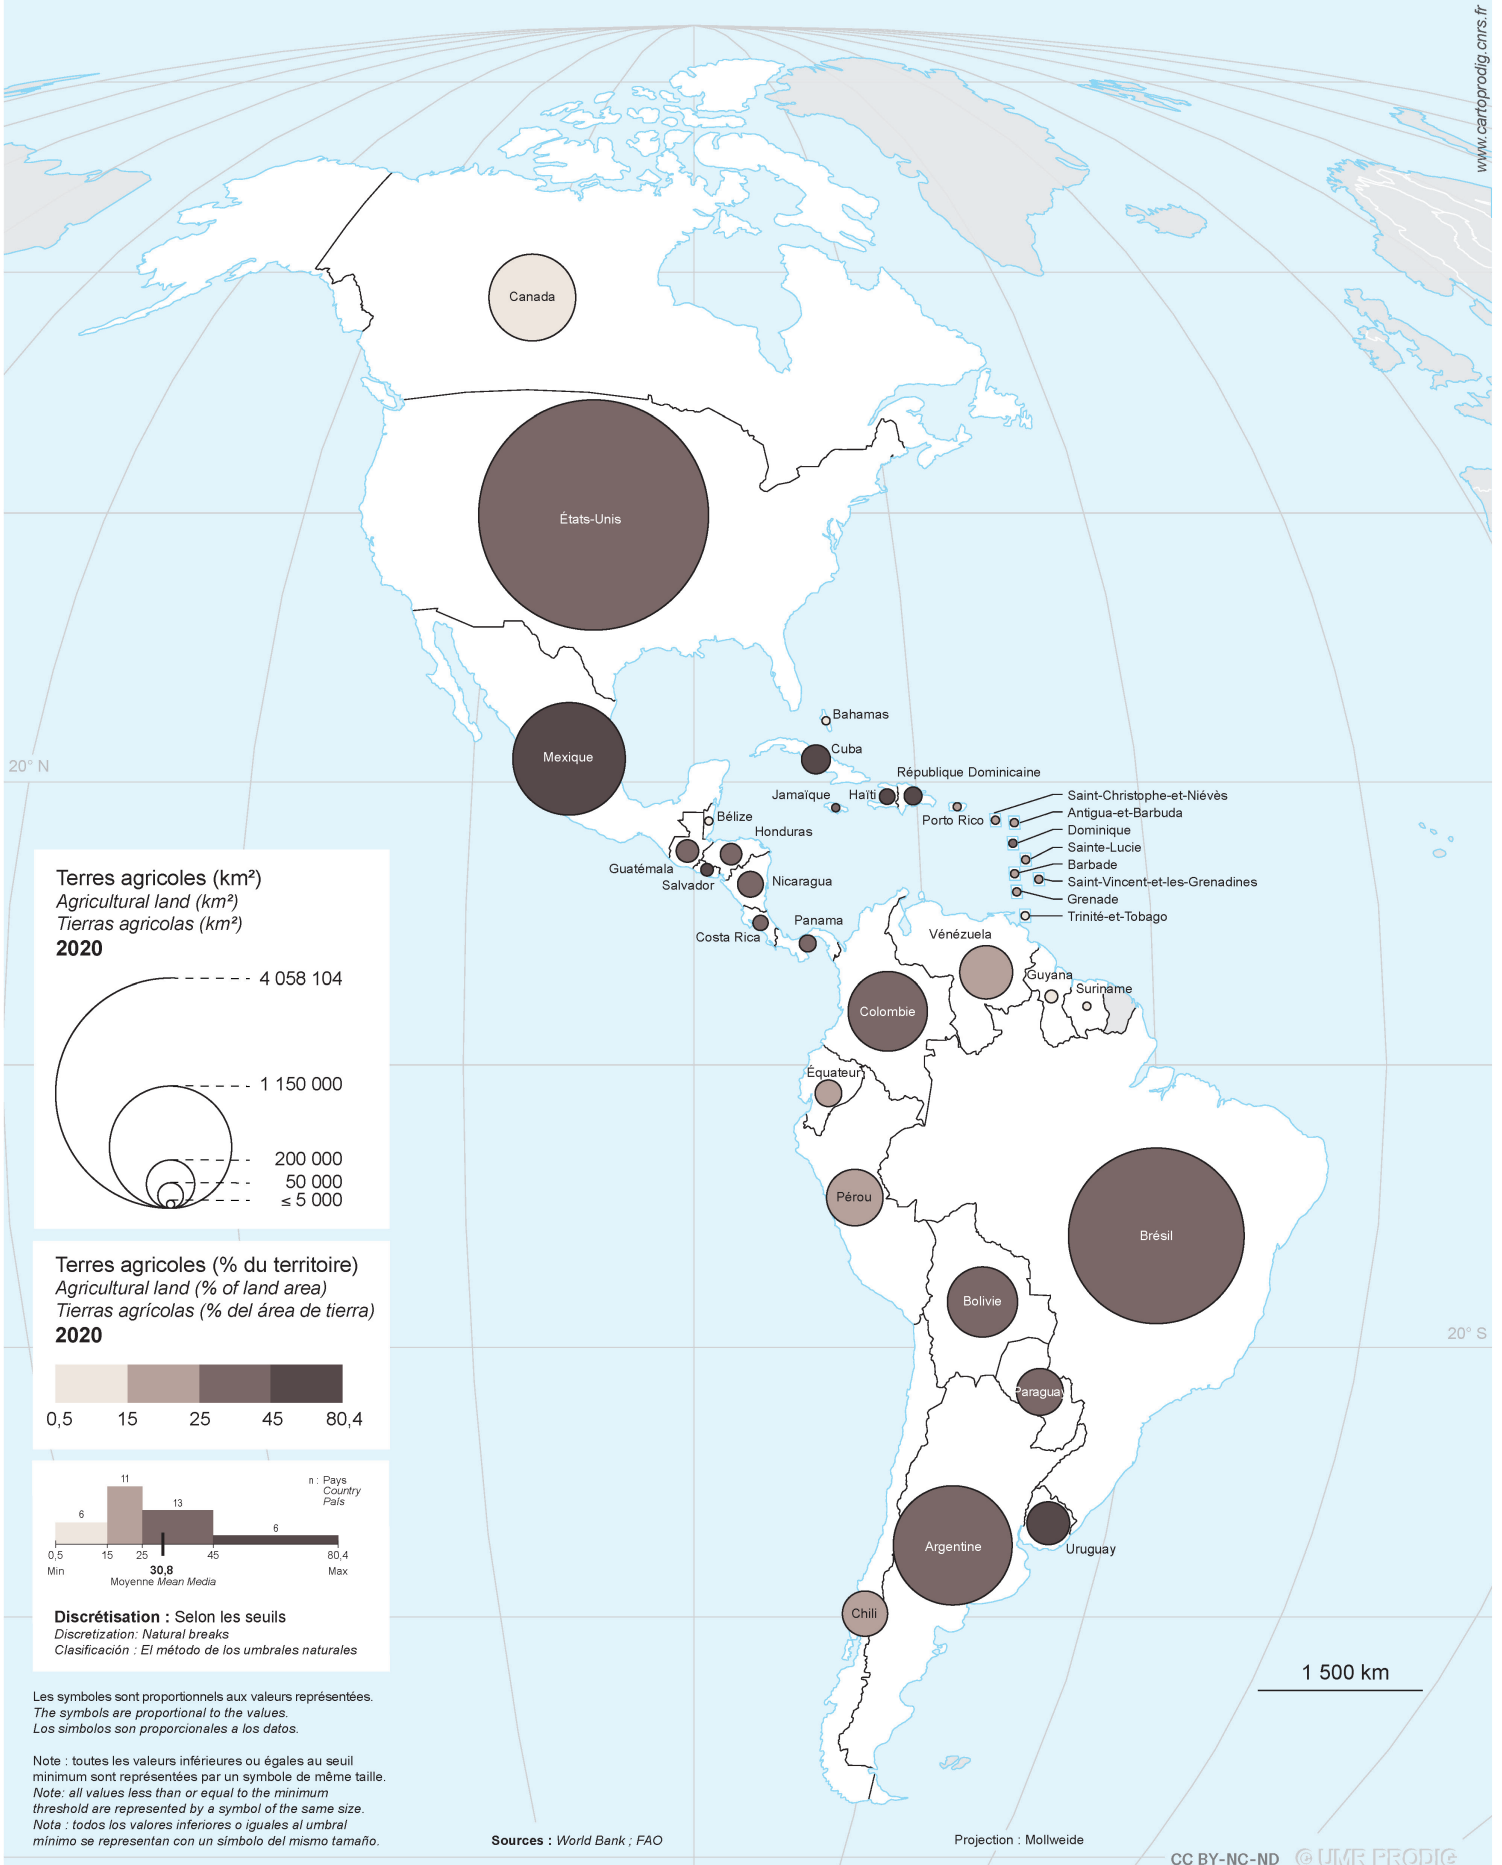 www.cartoprodig.cnrs.fr
Canada
États-Unis
Mexique
Bahamas
Cuba
République Dominicaine
Jamaïque
Haïti
Porto Rico
Saint-Christophe-et-Niévès
Antigua-et-Barbuda
Dominique
Sainte-Lucie
Barbade
Saint-Vincent-et-les-Grenadines
Grenade
Trinité-et-Tobago
20° N
Bélize
Honduras
Guatémala
Salvador
Nicaragua
Costa Rica
Panama
Vénézuela
Guyana
Suriname
Colombie
Équateur
Pérou
Brésil
Bolivie
Paraguay
20° S
Argentine
Uruguay
Chili
Terres agricoles (km²)
Agricultural land (km²)
Tierras agricolas (km²)
2020
4 058 104
1 150 000
200 000
50 000
≤ 5 000
Terres agricoles (% du territoire)
Agricultural land (% of land area)
Tierras agrícolas (% del área de tierra)
2020
0,5 15 25 45 80,4
n : Pays
Country
País
6 11 13 6
0,5 15 25 45 80,4
Min 30,8 Max
Moyenne Mean Media
Discrétisation : Selon les seuils
Discretization: Natural breaks
Clasificación : El método de los umbrales naturales
Les symboles sont proportionnels aux valeurs représentées.
The symbols are proportional to the values.
Los simbolos son proporcionales a los datos.
Note : toutes les valeurs inférieures ou égales au seuil
minimum sont représentées par un symbole de même taille.
Note: all values less than or equal to the minimum
threshold are represented by a symbol of the same size.
Nota : todos los valores inferiores o iguales al umbral
mínimo se representan con un símbolo del mismo tamaño.
Sources : World Bank ; FAO
Projection : Mollweide
1 500 km
CC BY-NC-ND © UMR PRODIG